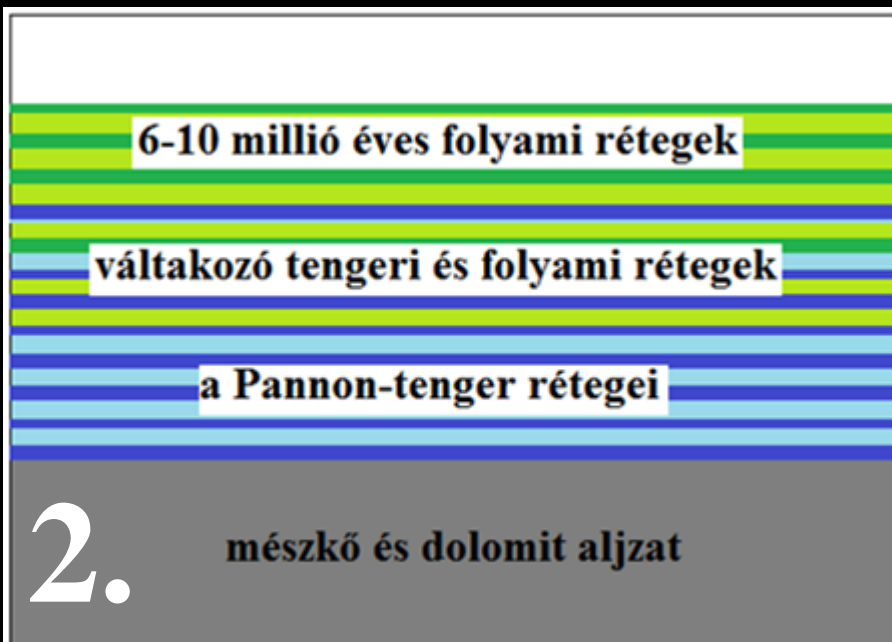 6-10 millió éves folyami rétegek
váltakozó tengeri és folyami rétegek
a Pannon-tenger rétegei
mészkő és dolomit aljzat
2.